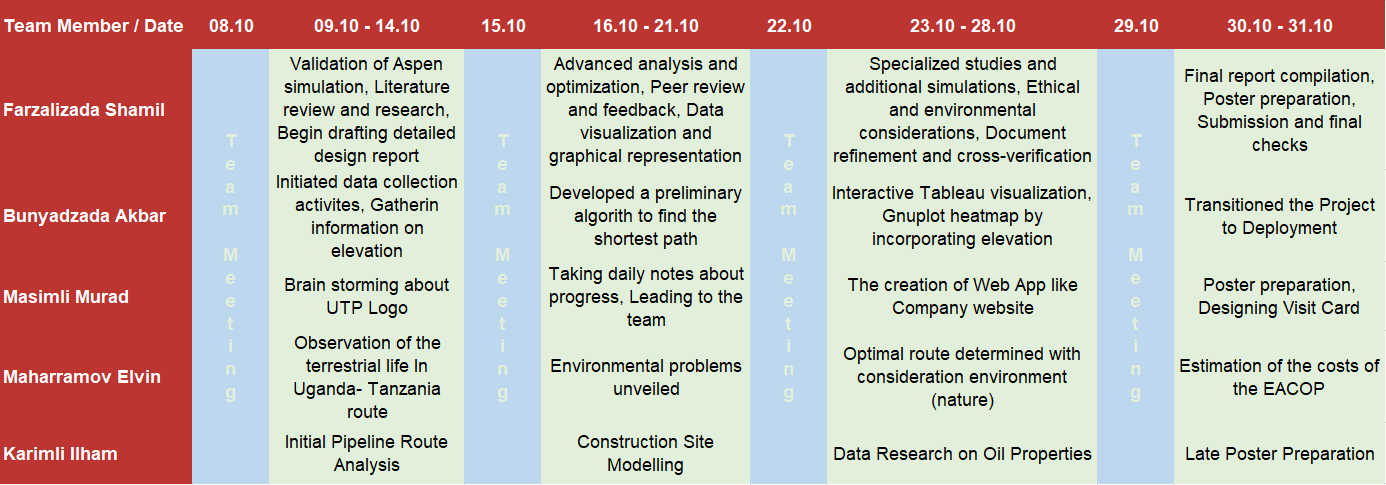 Team Member / Date 08.10 09.10 - 14.10 15.10 16.10 - 21.10 22.10 23.10 - 28.10 29.10 30.10 - 31.10
Farzalizada Shamil
Validation of Aspen
simulation, Literature
review and research,
Begin drafting detailed
design report
Advanced analysis and
optimization, Peer review
and feedback, Data
visualization and
graphical representation
Specialized studies and
additional simulations, Ethical
and environmental
considerations, Document
refinement and cross-verification
Final report compilation,
Poster preparation,
Submission and final
checks
Bunyadzada Akbar
Initiated data collection
activites, Gatherin
information on
elevation
Developed a preliminary
algorith to find the
shortest path
Interactive Tableau visualization,
Gnuplot heatmap by
incorporating elevation
Transitioned the Project
to Deployment
Masimli Murad
Brain storming about
UTP Logo
Taking daily notes about
progress, Leading to the
team
The creation of Web App like
Company website
Poster preparation,
Designing Visit Card
Maharramov Elvin
Observation of the
terrestrial life In
Uganda- Tanzania
route
Environmental problems
unveiled
Optimal route determined with
consideration environment
(nature)
Estimation of the costs of
the EACOP
Karimli Ilham
Initial Pipeline Route
Analysis
Construction Site
Modelling
Data Research on Oil Properties
Late Poster Preparation
Team Meeting
Team Meeting
Team Meeting
Team Meeting